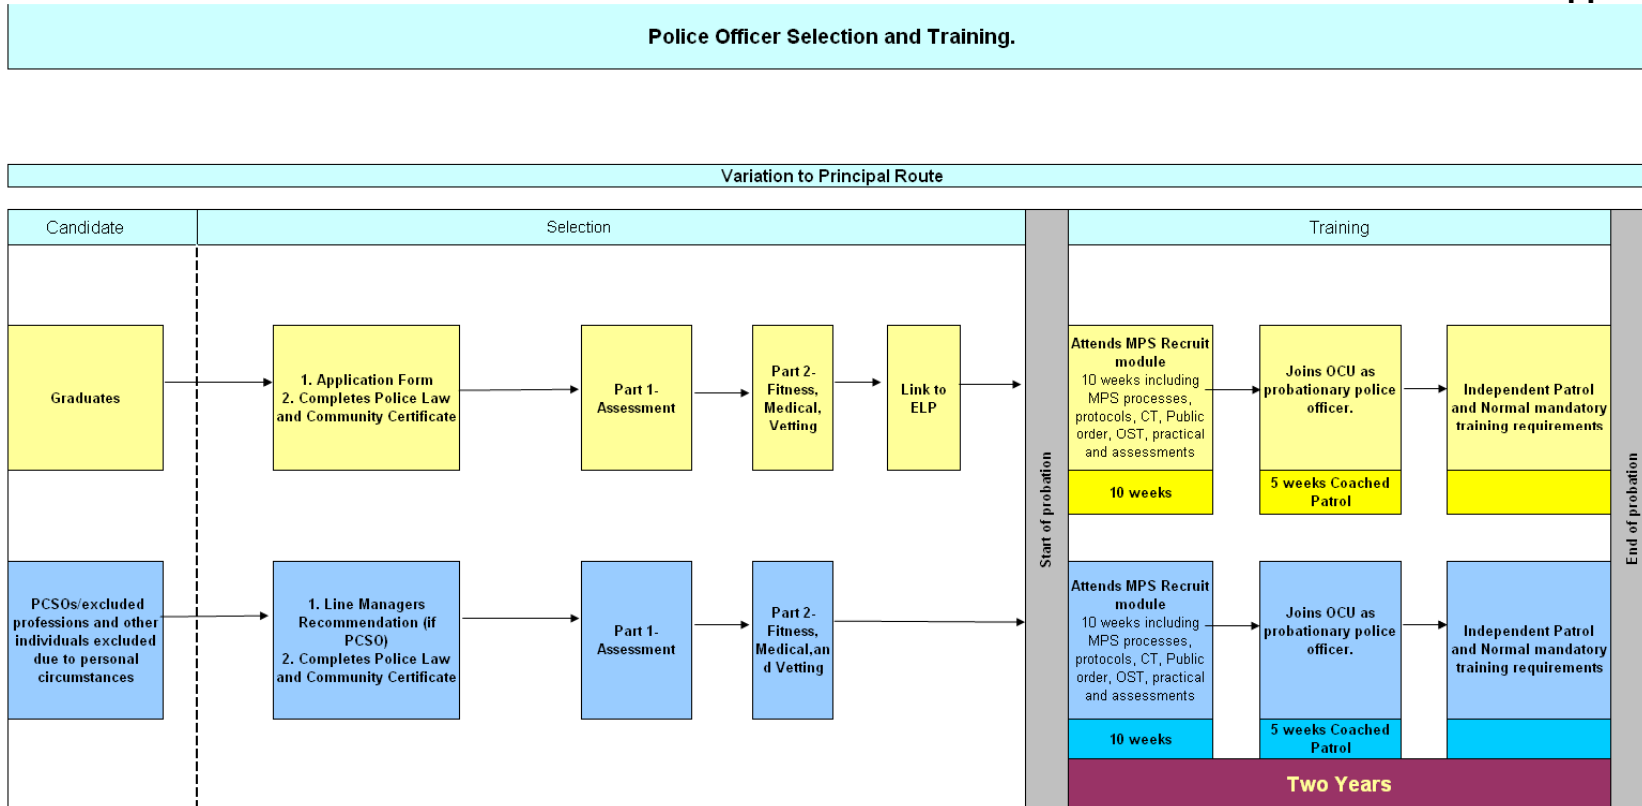 Police Officer Selection and Training.
Variation to Principal Route
Candidate
Selection
Training
Graduates
1. Application Form
2. Completes Police Law
and Community Certificate
Part 1-
Assessment
Part 2-
Fitness,
Medical,
Vetting
Link to
ELP
Start of probation
Attends MPS Recruit
module
10 weeks including
MPS processes,
protocols, CT, Public
order, OST, practical
and assessments
10 weeks
Joins OCU as
probationary police
officer.
5 weeks Coached
Patrol
Independent Patrol
and Normal mandatory
training requirements
End of probation
PCSOs/excluded
professions and other
individuals excluded
due to personal
circumstances
1. Line Managers
Recommendation (if
PCSO)
2. Completes Police Law
and Community Certificate
Part 1-
Assessment
Part 2-
Fitness,
Medical,an
d Vetting
Attends MPS Recruit
module
10 weeks including
MPS processes,
protocols, CT, Public
order, OST, practical
and assessments
10 weeks
Joins OCU as
probationary police
officer.
5 weeks Coached
Patrol
Independent Patrol
and Normal mandatory
training requirements
Two Years